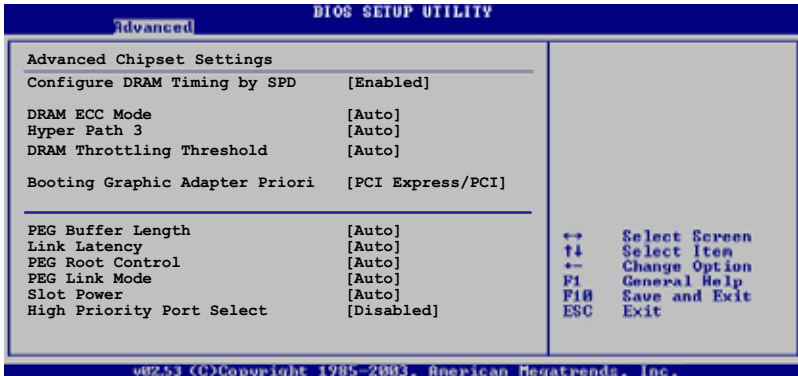 BIOS SETUP UTILITY
Advanced
Advanced Chipset Settings
Configure DRAM Timing by SPD [Enabled]
DRAM ECC Mode [Auto]
Hyper Path 3 [Auto]
DRAM Throttling Threshold [Auto]
Booting Graphic Adapter Priori [PCI Express/PCI]
PEG Buffer Length [Auto]
Link Latency [Auto]
PEG Root Control [Auto]
PEG Link Mode [Auto]
Slot Power [Auto]
High Priority Port Select [Disabled]
↔ Select Screen
↑↓ Select Item
+- Change Option
F1 General Help
F10 Save and Exit
ESC Exit
v02.53 (C)Copyright 1985-2003, American Megatrends, Inc.